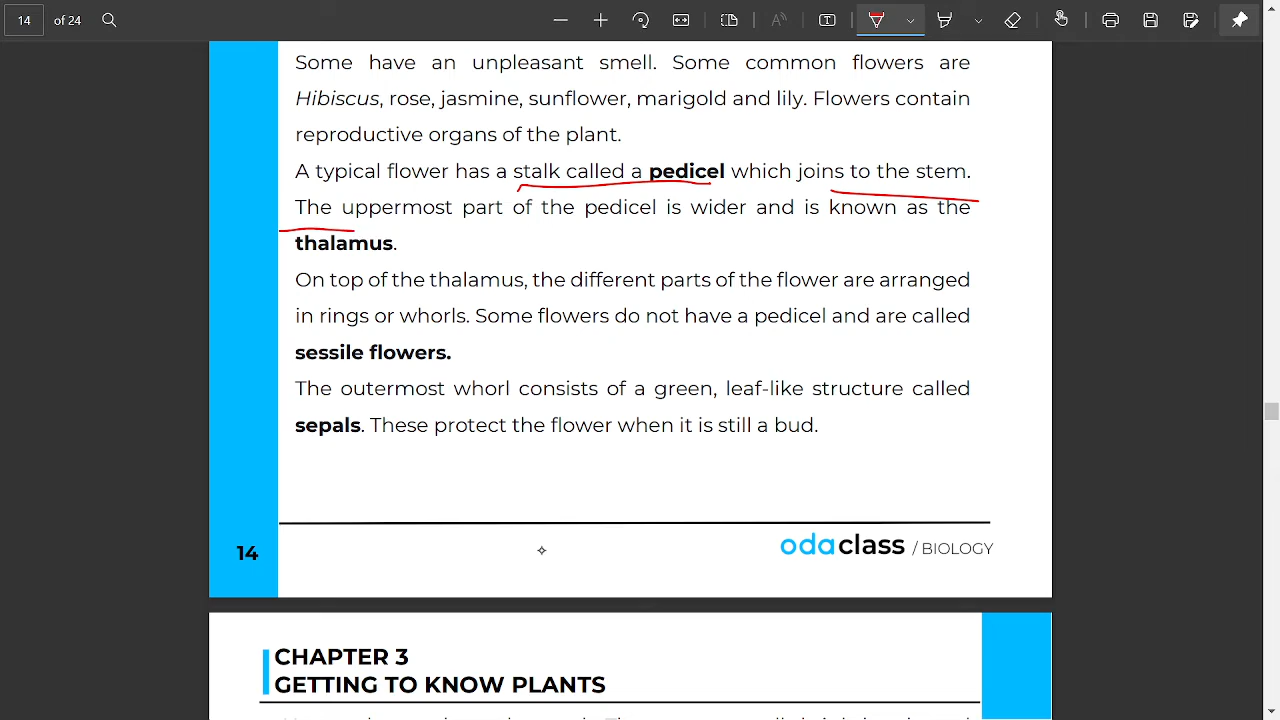 14 of 24
Some have an unpleasant smell. Some common flowers are
Hibiscus, rose, jasmine, sunflower, marigold and lily. Flowers contain
reproductive organs of the plant.
A typical flower has a stalk called a pedicel which joins to the stem.
The uppermost part of the pedicel is wider and is known as the
thalamus.
On top of the thalamus, the different parts of the flower are arranged
in rings or whorls. Some flowers do not have a pedicel and are called
sessile flowers.
The outermost whorl consists of a green, leaf-like structure called
sepals. These protect the flower when it is still a bud.
14 odaclass / BIOLOGY
CHAPTER 3
GETTING TO KNOW PLANTS